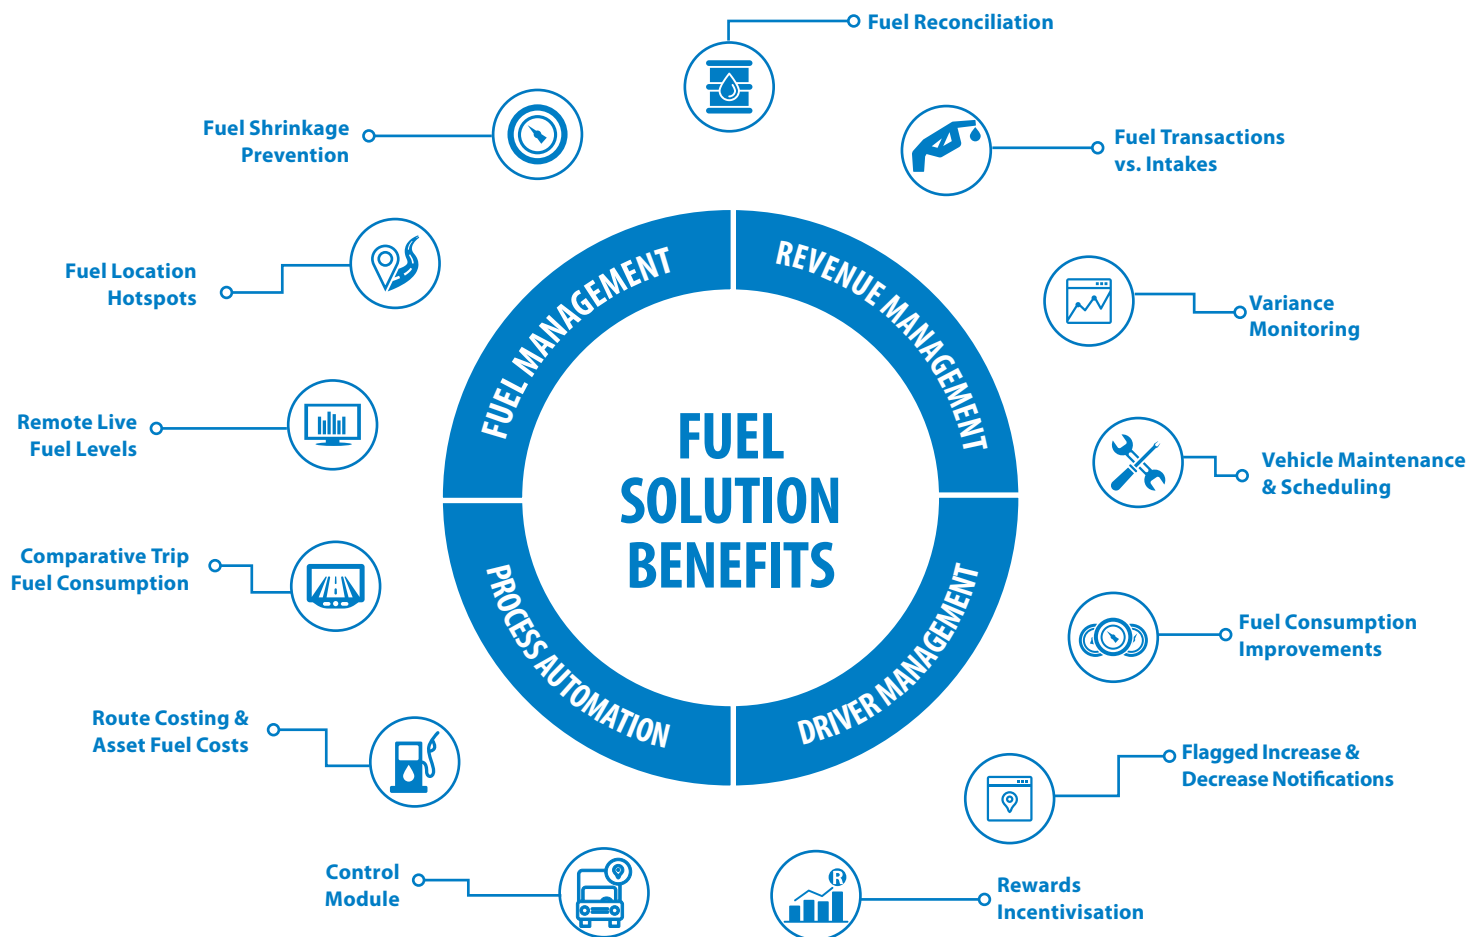 Fuel Reconciliation
Fuel Shrinkage
Prevention
Fuel Transactions
vs. Intakes
Fuel Location
Hotspots
Variance
Monitoring
Remote Live
Fuel Levels
Vehicle Maintenance
& Scheduling
Comparative Trip
Fuel Consumption
Fuel Consumption
Improvements
Route Costing &
Asset Fuel Costs
Flagged Increase &
Decrease Notifications
Control
Module
Rewards
Incentivisation
R
FUEL MANAGEMENT
REVENUE MANAGEMENT
PROCESS AUTOMATION
DRIVER MANAGEMENT
FUEL
SOLUTION
BENEFITS